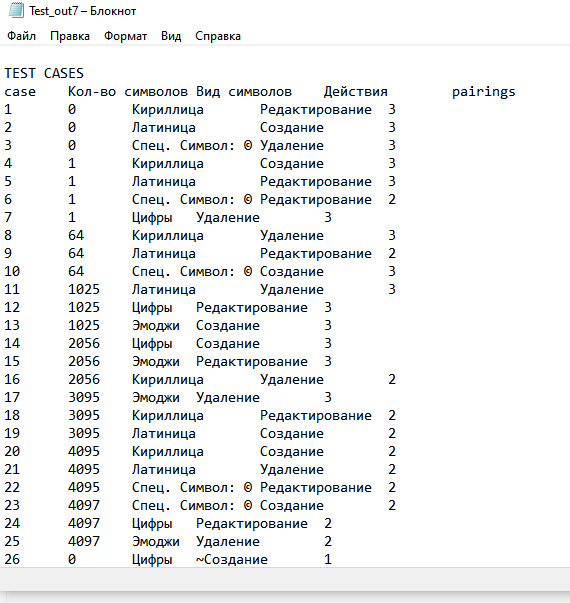 Test_out7 – Блокнот
Файл Правка Формат Вид Справка
TEST CASES
case Кол-во символов Вид символов Действия pairings
1 0 Кириллица Редактирование 3
2 0 Латиница Создание 3
3 0 Спец. Символ: © Удаление 3
4 1 Кириллица Создание 3
5 1 Латиница Редактирование 3
6 1 Спец. Символ: © Редактирование 2
7 1 Цифры Удаление 3
8 64 Кириллица Удаление 3
9 64 Латиница Редактирование 2
10 64 Спец. Символ: © Создание 3
11 1025 Латиница Удаление 3
12 1025 Цифры Редактирование 3
13 1025 Эмоджи Создание 3
14 2056 Цифры Создание 3
15 2056 Эмоджи Редактирование 3
16 2056 Кириллица Удаление 2
17 3095 Эмоджи Удаление 3
18 3095 Кириллица Редактирование 2
19 3095 Латиница Создание 2
20 4095 Кириллица Создание 2
21 4095 Латиница Удаление 2
22 4095 Спец. Символ: © Редактирование 2
23 4097 Спец. Символ: © Создание 2
24 4097 Цифры Редактирование 2
25 4097 Эмоджи Удаление 2
26 0 Цифры ~Создание 1